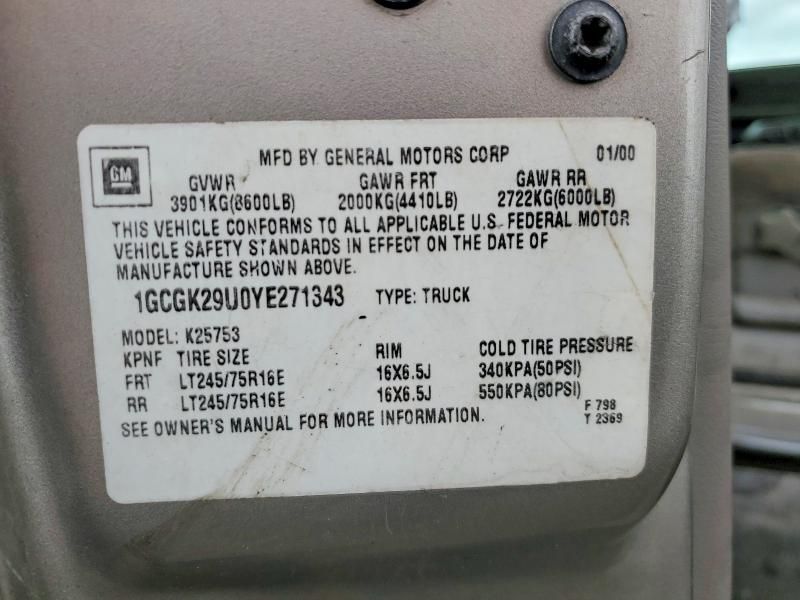 GM
MFD BY GENERAL MOTORS CORP 01/00
GVWR GAWR FRT GAWR RR
3901KG(8600LB) 2000KG(4410LB) 2722KG(6000LB)
THIS VEHICLE CONFORMS TO ALL APPLICABLE U.S. FEDERAL MOTOR
VEHICLE SAFETY STANDARDS IN EFFECT ON THE DATE OF
MANUFACTURE SHOWN ABOVE.
1GCGK29U0YE271343 TYPE: TRUCK
MODEL: K25753
KPNF TIRE SIZE RIM COLD TIRE PRESSURE
FRT LT245/75R16E 16X6.5J 340KPA(50PSI)
RR LT245/75R16E 16X6.5J 550KPA(80PSI)
SEE OWNER'S MANUAL FOR MORE INFORMATION.
F 798
T 2369